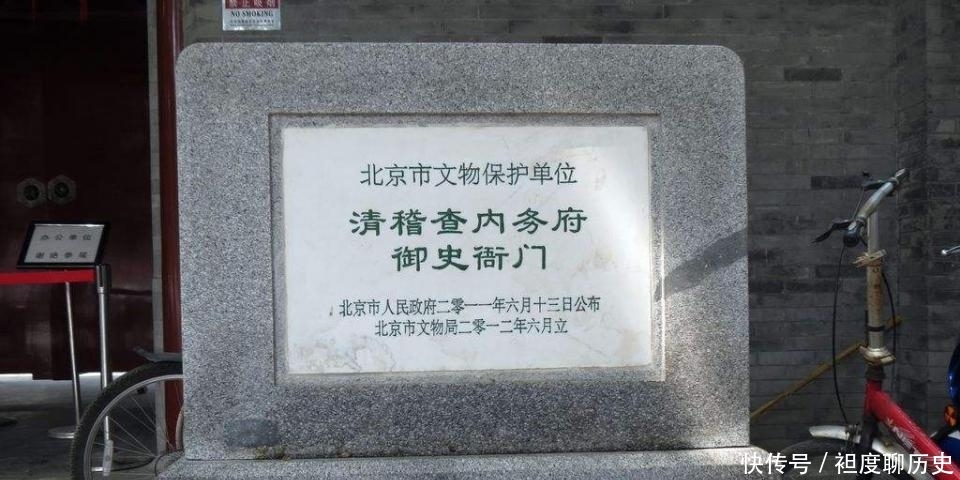 禁止吸烟
NO SMOKING
北京市文物保护单位
清稽查内务府
御史衙门
北京市人民政府二零一一年六月十三日公布
北京市文物局二零一二年六月立
办公单位
谢绝参观
快传号/袒度聊历史